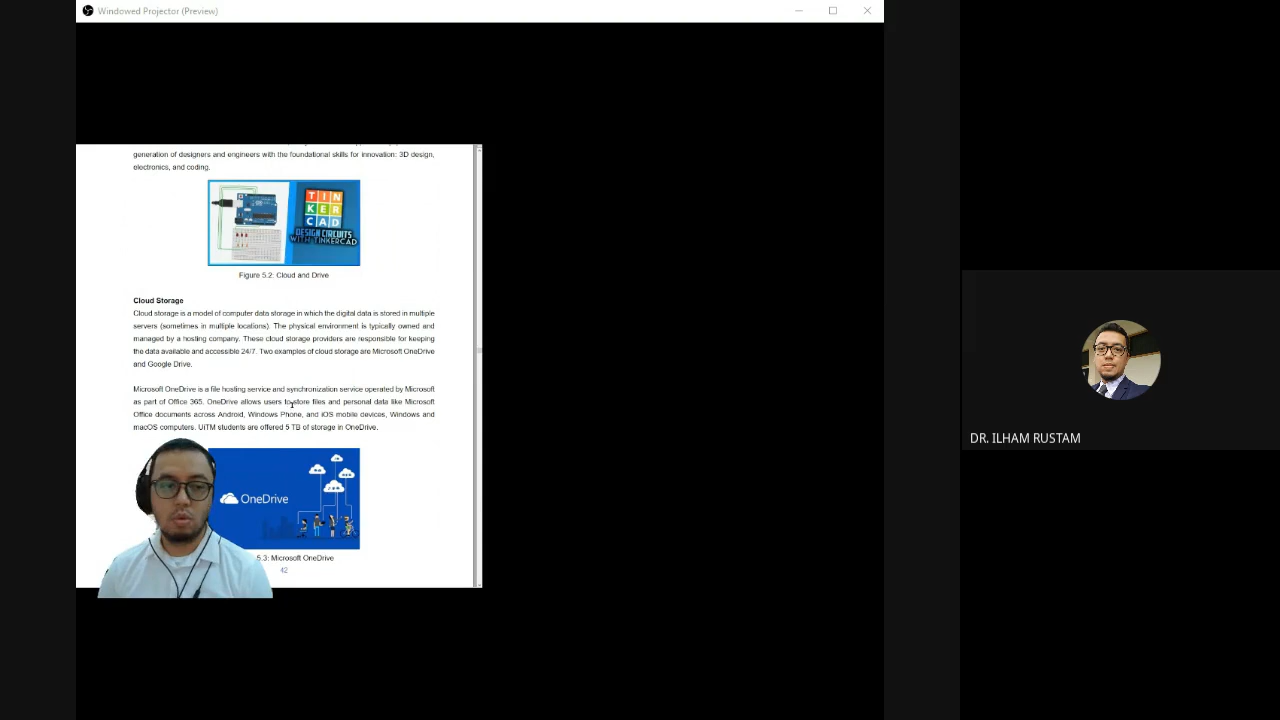 Windowed Projector (Preview)
generation of designers and engineers with the foundational skills for innovation: 3D design,
electronics, and coding.
TIN
KER
CAD
DESIGN CIRCUITS
WITH TINKERCAD
Figure 5.2: Cloud and Drive
Cloud Storage
Cloud storage is a model of computer data storage in which the digital data is stored in multiple
servers (sometimes in multiple locations). The physical environment is typically owned and
managed by a hosting company. These cloud storage providers are responsible for keeping
the data available and accessible 24/7. Two examples of cloud storage are Microsoft OneDrive
and Google Drive.
Microsoft OneDrive is a file hosting service and synchronization service operated by Microsoft
as part of Office 365. OneDrive allows users to store files and personal data like Microsoft
Office documents across Android, Windows Phone, and iOS mobile devices, Windows and
macOS computers. UiTM students are offered 5 TB of storage in OneDrive.
OneDrive
5.3: Microsoft OneDrive
42
DR. ILHAM RUSTAM